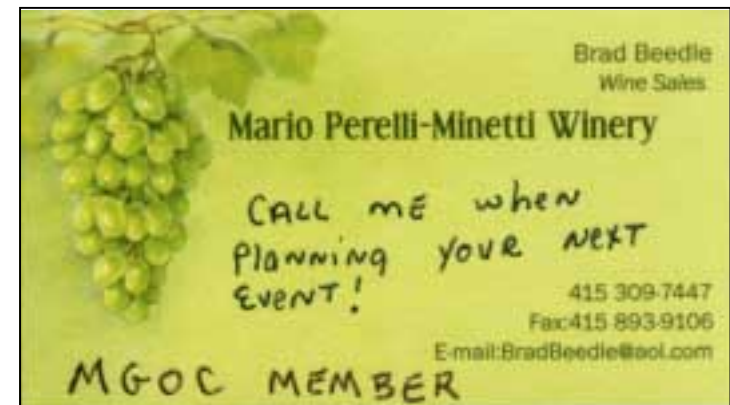 Brad Beedle
Wine Sales
Mario Perelli-Minetti Winery
CALL ME when
Planning your next
Event!
415 309-7447
Fax:415 893-9106
E-mail:BradBeedle@aol.com
MGOC MEMBER